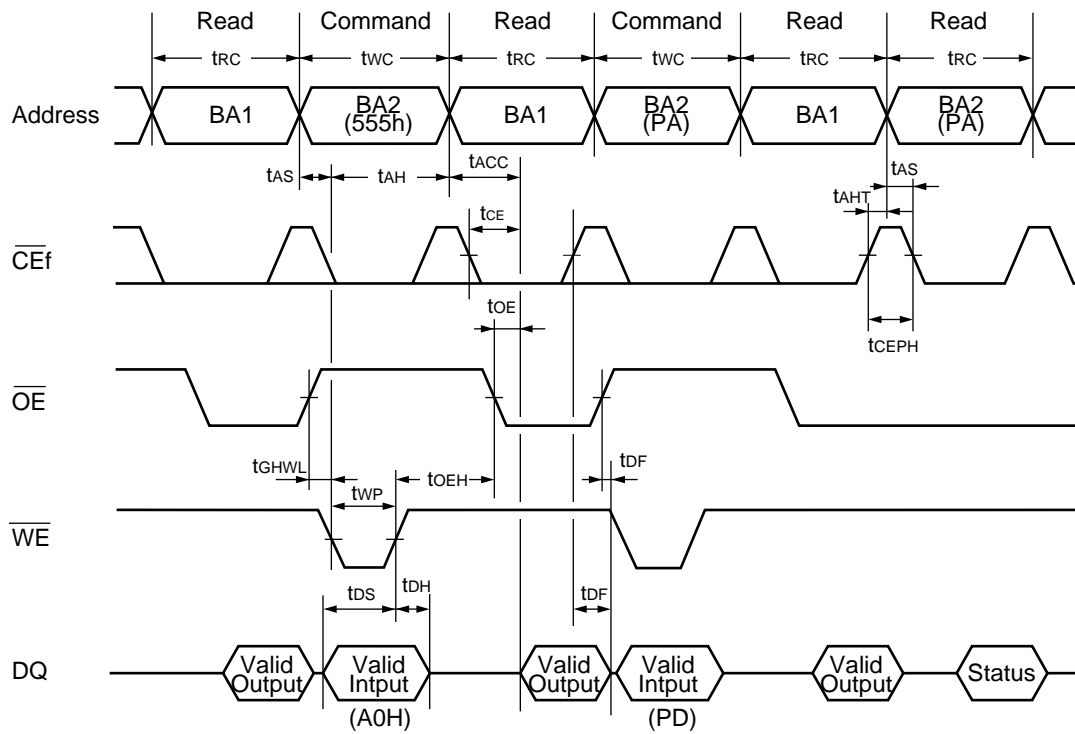 Read Command Read Command Read Read
tRC tWC tRC tWC tRC tRC
Address BA1 BA2 BA1 BA2 BA1 BA2
(555h) (PA) (PA)
tAS tAH tACC tAS
tAHT
tCE
CEf
tOE
tCEPH
OE
tGHWL tWP tOEH tDF
WE
tDS tDH tDF
DQ Valid Valid Valid Valid Valid Status
Output Intput Output Intput Output
(A0H) (PD)